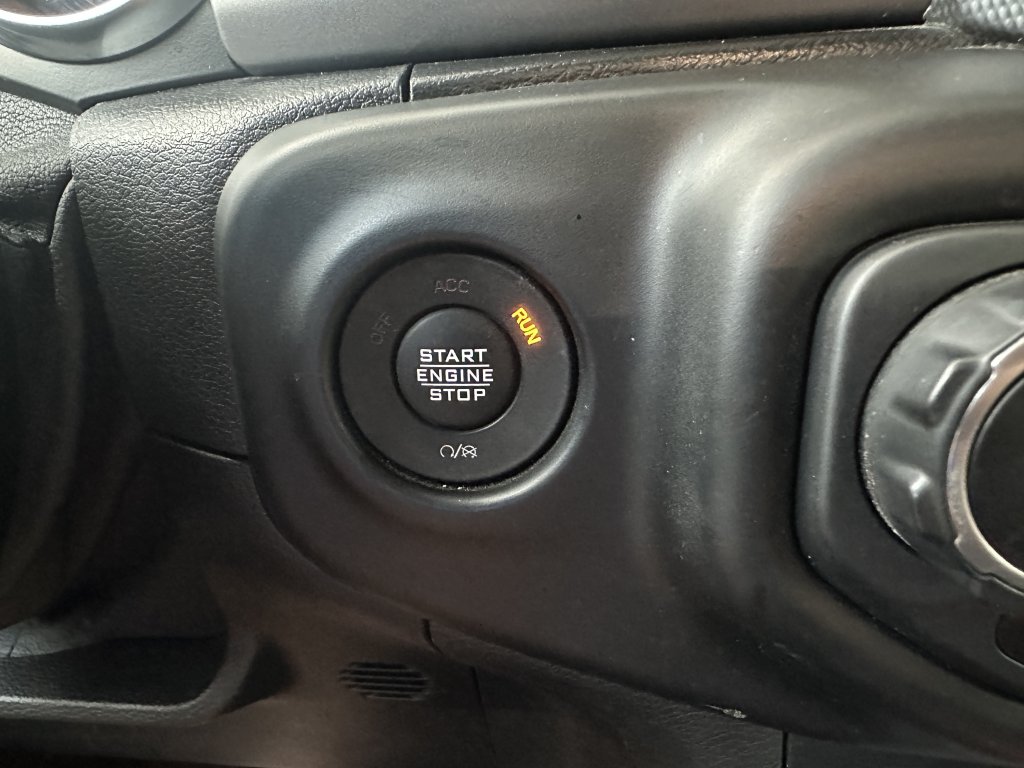 ACC
OFF
RUN
START
ENGINE
STOP